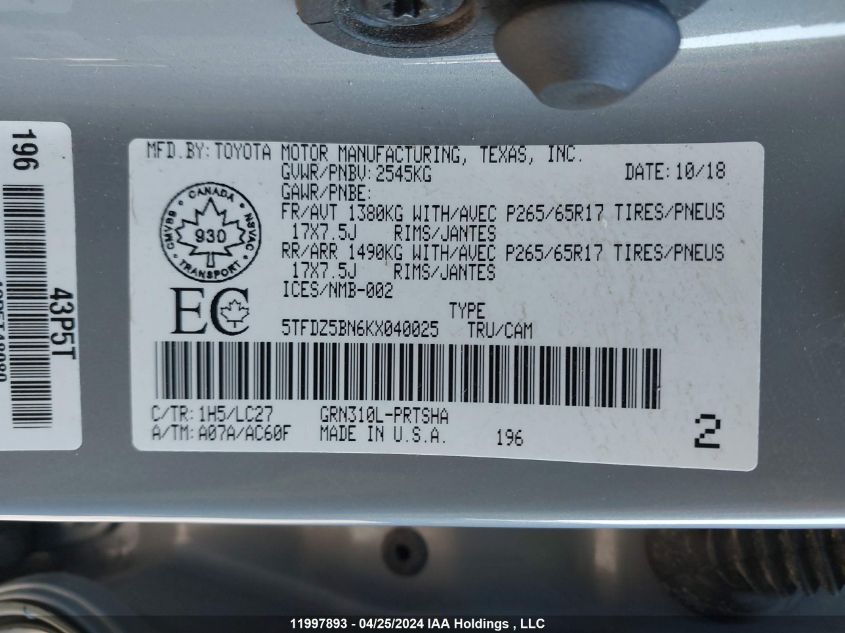 196
43P5T
MFD.BY: TOYOTA MOTOR MANUFACTURING, TEXAS, INC.
GVWR/PNBV: 2545KG DATE: 10/18
GAWR/PNBE:
FR/AVT 1380KG WITH/AVEC P265/65R17 TIRES/PNEUS
17X7.5J RIMS/JANTES
RR/ARR 1490KG WITH/AVEC P265/65R17 TIRES/PNEUS
17X7.5J RIMS/JANTES
ICES/NMB-002
CANADA
CMVSS NSVAC
930
TRANSPORT
EC
TYPE
5TFDZ5BN6KX040025 TRU/CAM
C/TR: 1H5/LC27 GRN310L-PRTSHA
A/TM: A07A/AC60F MADE IN U.S.A. 196 2
11997893 - 04/25/2024 IAA Holdings , LLC